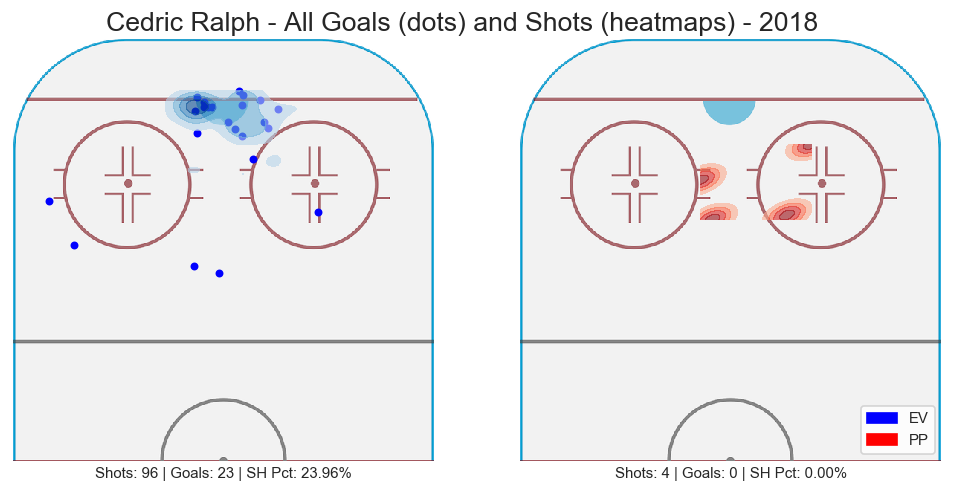 Cedric Ralph - All Goals (dots) and Shots (heatmaps) - 2018
EV
PP
Shots: 96 | Goals: 23 | SH Pct: 23.96%
Shots: 4 | Goals: 0 | SH Pct: 0.00%